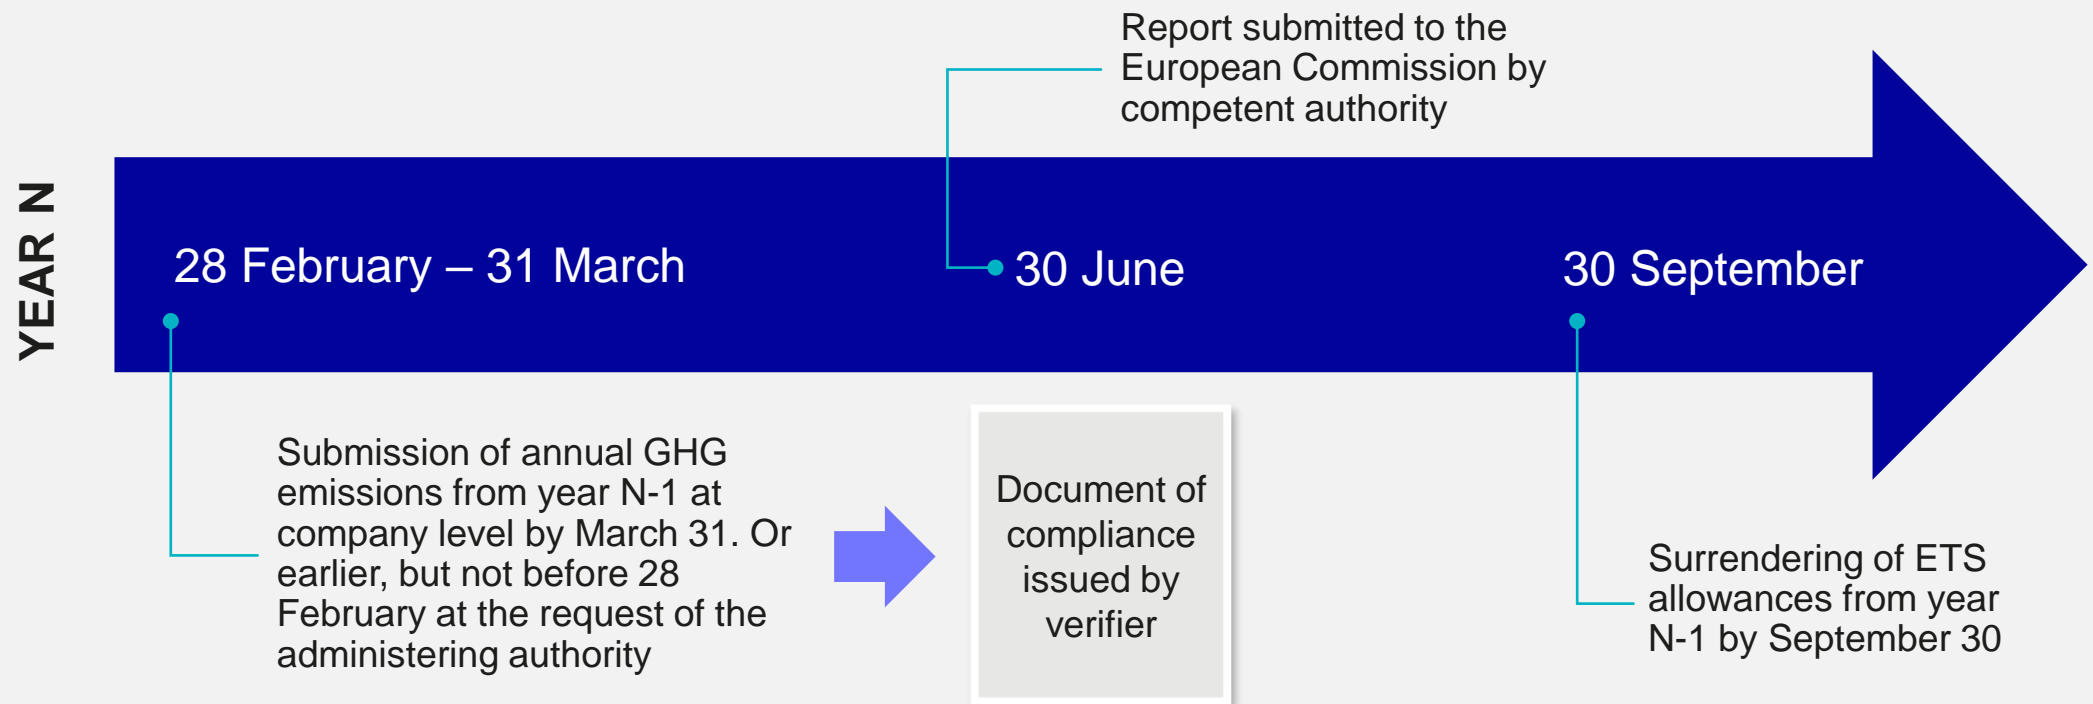 Report submitted to the
European Commission by
competent authority
YEAR N
28 February – 31 March
30 June
30 September
Submission of annual GHG
emissions from year N-1 at
company level by March 31. Or
earlier, but not before 28
February at the request of the
administering authority
Document of
compliance
issued by
verifier
Surrendering of ETS
allowances from year
N-1 by September 30